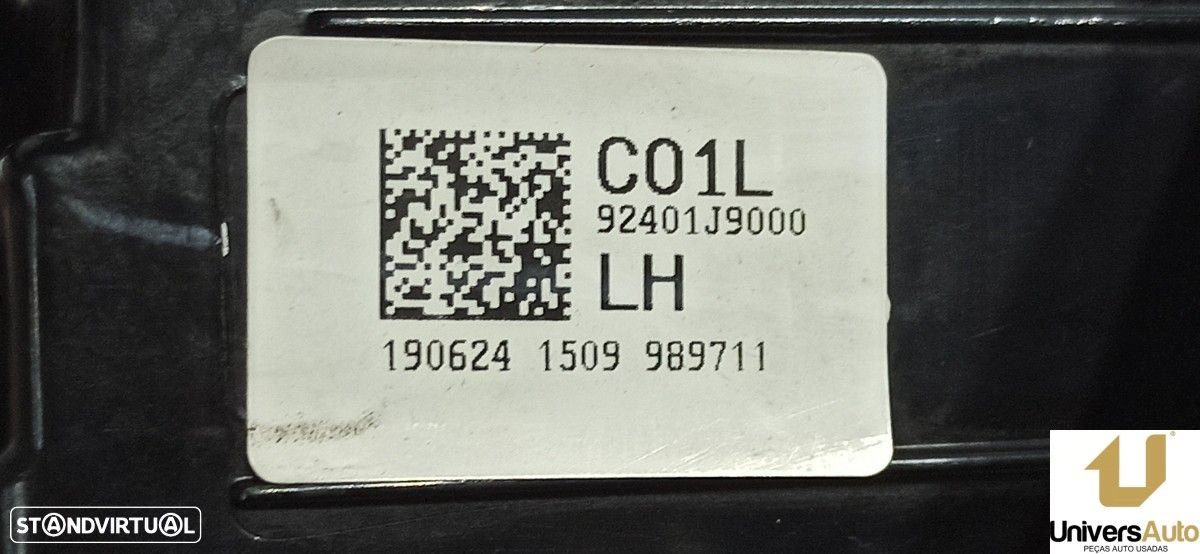 C01L
92401J9000
LH
190624 1509 989711
STANDVIRTUAL
UniversAuto
PEÇAS AUTO USADAS